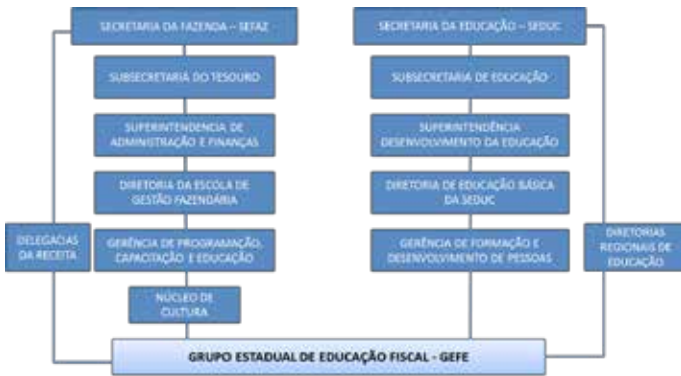 SECRETARIA DA FAZENDA – SEFAZ
SUBSECRETARIA DO TESOURO
SUPERINTENDENCIA DE
ADMINISTRAÇÃO E FINANÇAS
DIRETORIA DA ESCOLA DE
GESTÃO FAZENDÁRIA
DELEGACIAS
DA RECEITA
GERÊNCIA DE PROGRAMAÇÃO,
CAPACITAÇÃO E EDUCAÇÃO
NÚCLEO DE
CULTURA
SECRETARIA DA EDUCAÇÃO – SEDUC
SUBSECRETARIA DE EDUCAÇÃO
SUPERINTENDÊNCIA
DESENVOLVIMENTO DA EDUCAÇÃO
DIRETORIA DE EDUCAÇÃO BÁSICA
DA SEDUC
GERÊNCIA DE FORMAÇÃO E
DESENVOLVIMENTO DE PESSOAS
DIRETORIAS
REGIONAIS DE
EDUCAÇÃO
GRUPO ESTADUAL DE EDUCAÇÃO FISCAL - GEFE